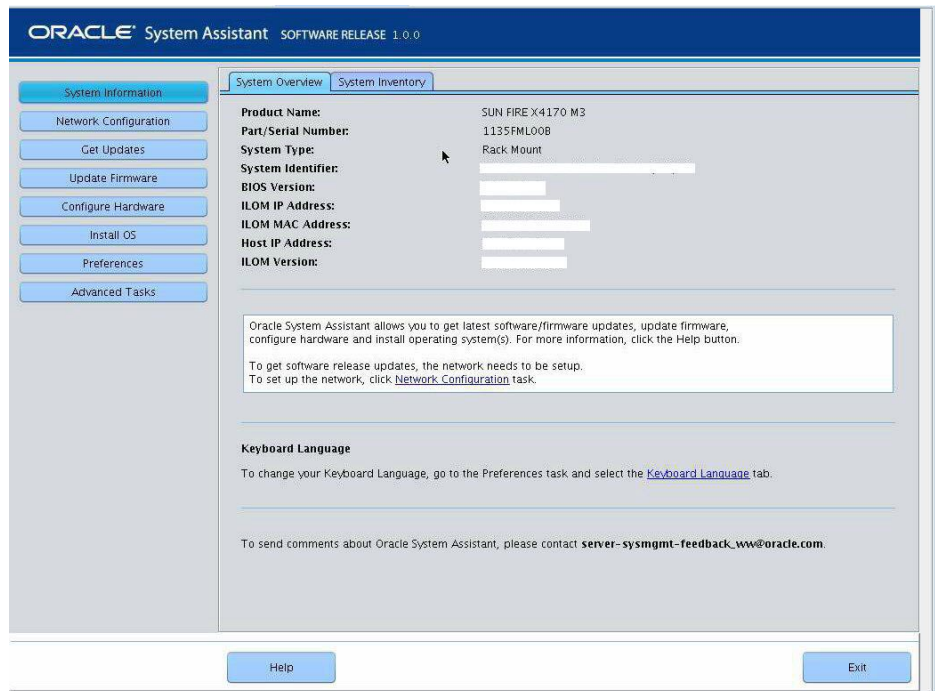 ORACLE System Assistant SOFTWARE RELEASE 1.0.0
System Information
Network Configuration
Get Updates
Update Firmware
Configure Hardware
Install OS
Preferences
Advanced Tasks
System Overview System Inventory
Product Name: SUN FIRE X4170 M3
Part/Serial Number: 1135FML00B
System Type: Rack Mount
System Identifier:
BIOS Version:
ILOM IP Address:
ILOM MAC Address:
Host IP Address:
ILOM Version:
Oracle System Assistant allows you to get latest software/firmware updates, update firmware,
configure hardware and install operating system(s). For more information, click the Help button.
To get software release updates, the network needs to be setup.
To set up the network, click Network Configuration task.
Keyboard Language
To change your Keyboard Language, go to the Preferences task and select the Keyboard Language tab.
To send comments about Oracle System Assistant, please contact server-sysmgmt-feedback_ww@oracle.com.
Help Exit